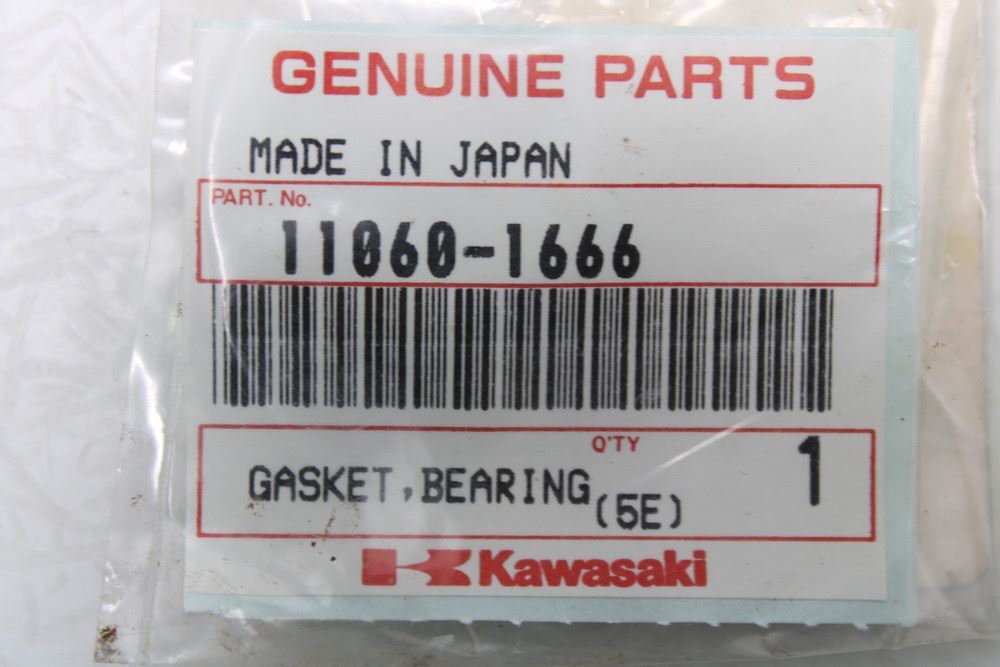 GENUINE PARTS
MADE IN JAPAN
PART. No.
11060-1666
Q'TY
GASKET,BEARING(5E) 1
Kawasaki